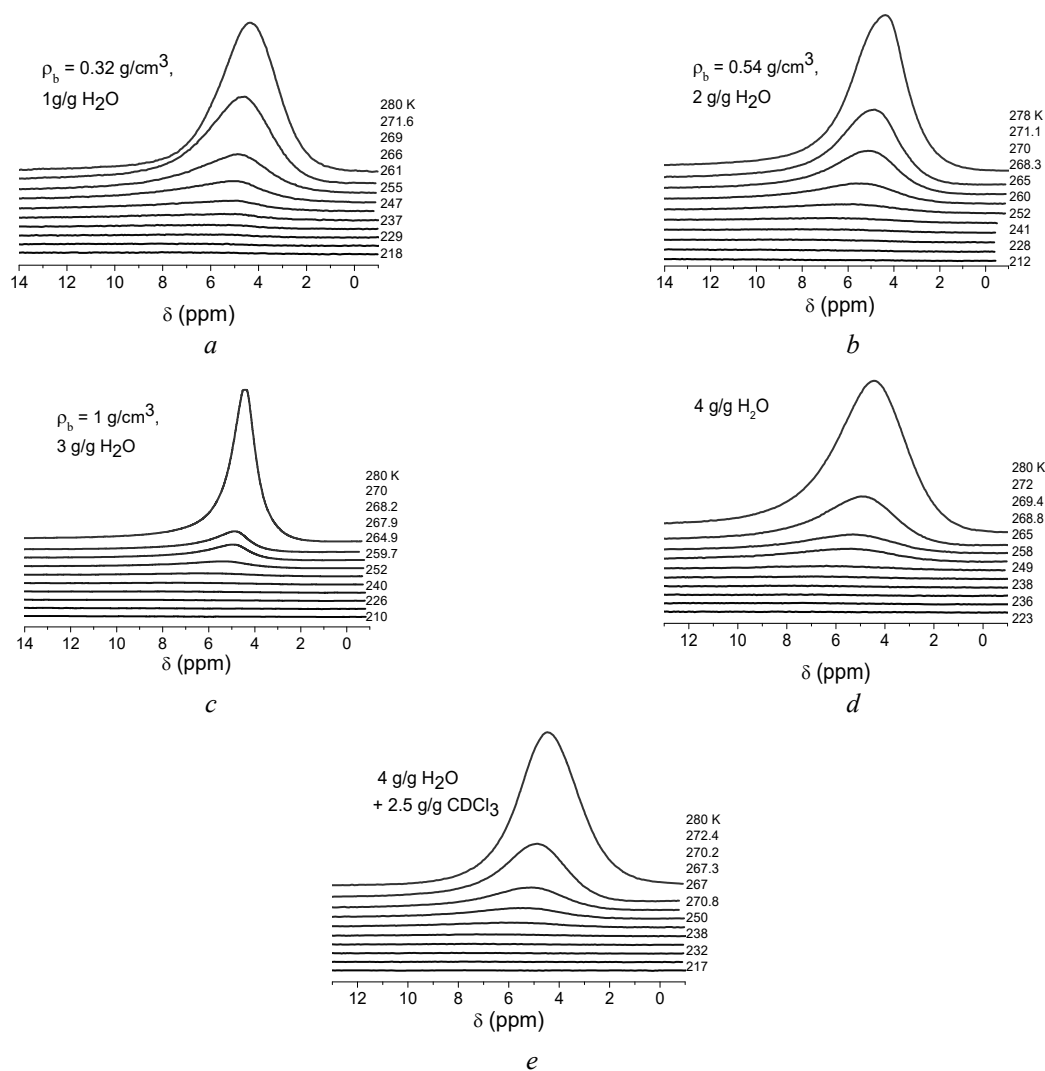 ρb = 0.32 g/cm3,
1g/g H2O
280 K
271.6
269
266
261
255
247
237
229
218
14 12 10 8 6 4 2 0
δ (ppm)
a
ρb = 0.54 g/cm3,
2 g/g H2O
278 K
271.1
270
268.3
265
260
252
241
228
212
14 12 10 8 6 4 2 0
δ (ppm)
b
ρb = 1 g/cm3,
3 g/g H2O
280 K
270
268.2
267.9
264.9
259.7
252
240
226
210
14 12 10 8 6 4 2 0
δ (ppm)
c
4 g/g H2O
280 K
272
269.4
268.8
265
258
249
238
236
223
12 10 8 6 4 2 0
δ (ppm)
d
4 g/g H2O
+ 2.5 g/g CDCl3
280 K
272.4
270.2
267.3
267
270.8
250
238
232
217
12 10 8 6 4 2 0
δ (ppm)
e